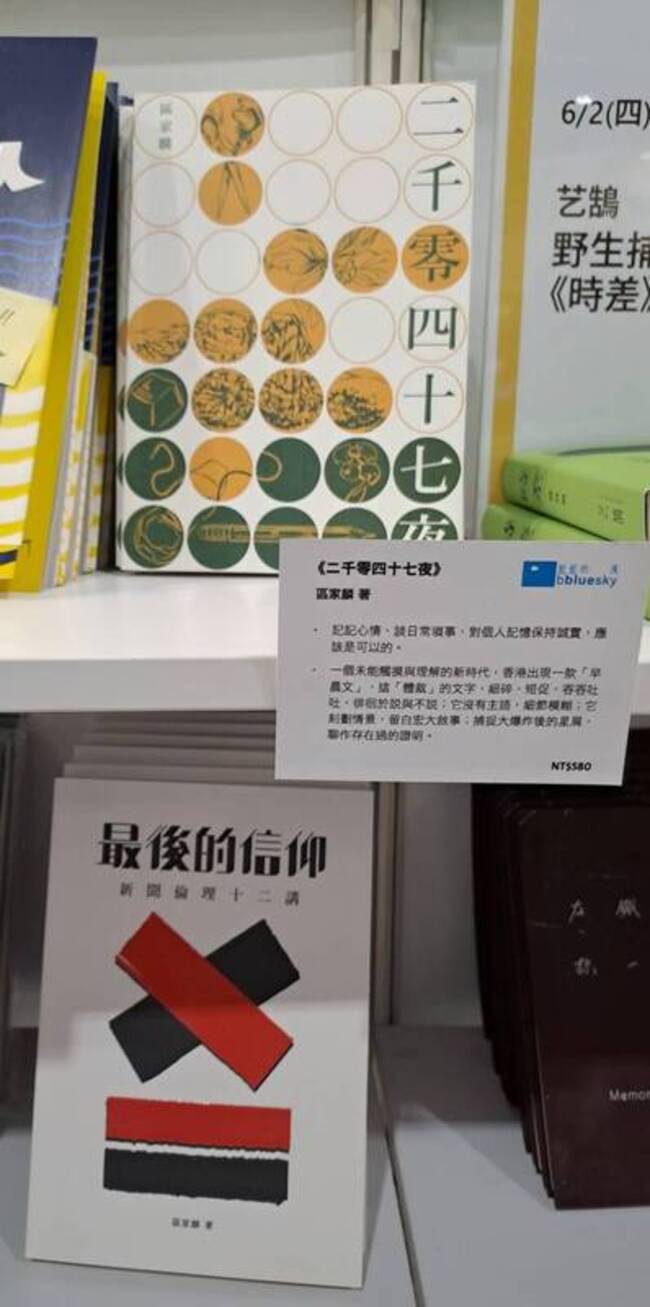 區家麟
二千零四十七夜
6/2(四)
艺鵠
野生捕
《時差》
《二千零四十七夜》
bbluesky
區家麟 著
· 記記心情、談日常瑣事，對個人記憶保持誠實，應
該是可以的。
· 一個未能觸摸與理解的新時代，香港出現一款「早
晨文」，這「體裁」的文字，細碎、短促、吞吞吐
吐，徘徊於說與不說；它沒有主語，細節模糊；它
刻劃情景，留白宏大敘事；捕捉大爆炸後的星屑，
聊作存在過的證明。
NT$580
最後的信仰
新聞倫理十二講
區家麟 著
Memor